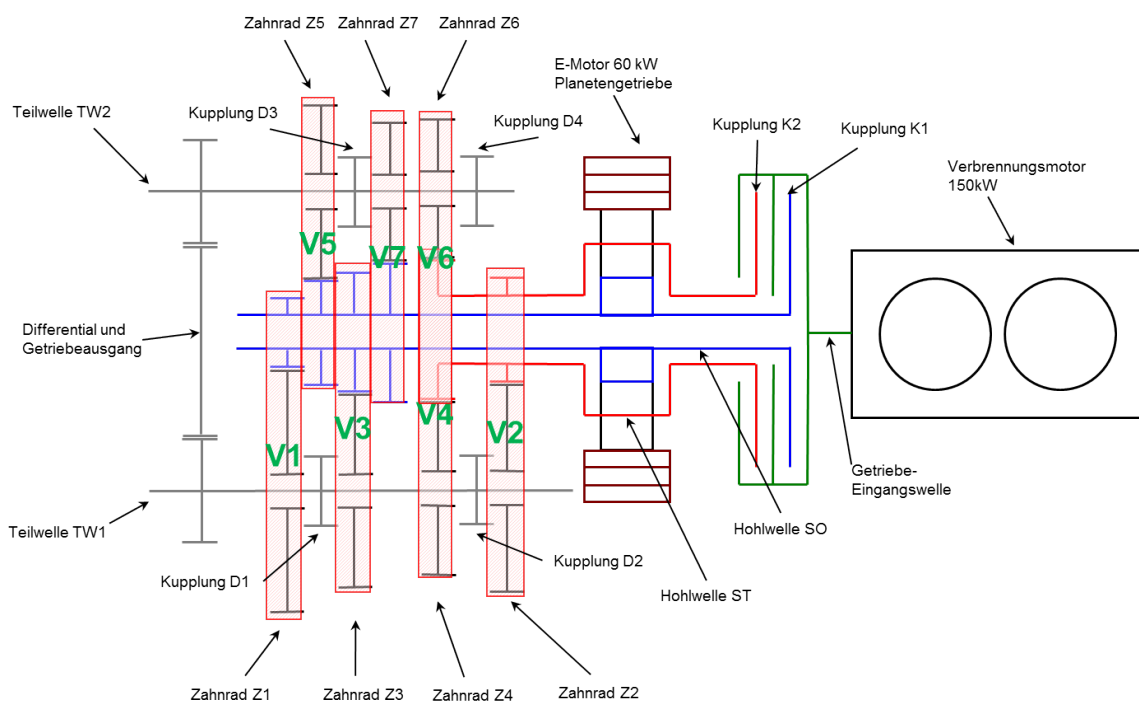 Zahnrad Z5
Zahnrad Z7
Zahnrad Z6
E-Motor 60 kW
Planetengetriebe
Teilwelle TW2
Kupplung D3
Kupplung D4
Kupplung K2
Kupplung K1
Verbrennungsmotor
150kW
V5
V7
V6
Differential und
Getriebeausgang
V1
V3
V4
V2
Getriebe-
Eingangswelle
Teilwelle TW1
Hohlwelle SO
Kupplung D1
Kupplung D2
Hohlwelle ST
Zahnrad Z1
Zahnrad Z3
Zahnrad Z4
Zahnrad Z2